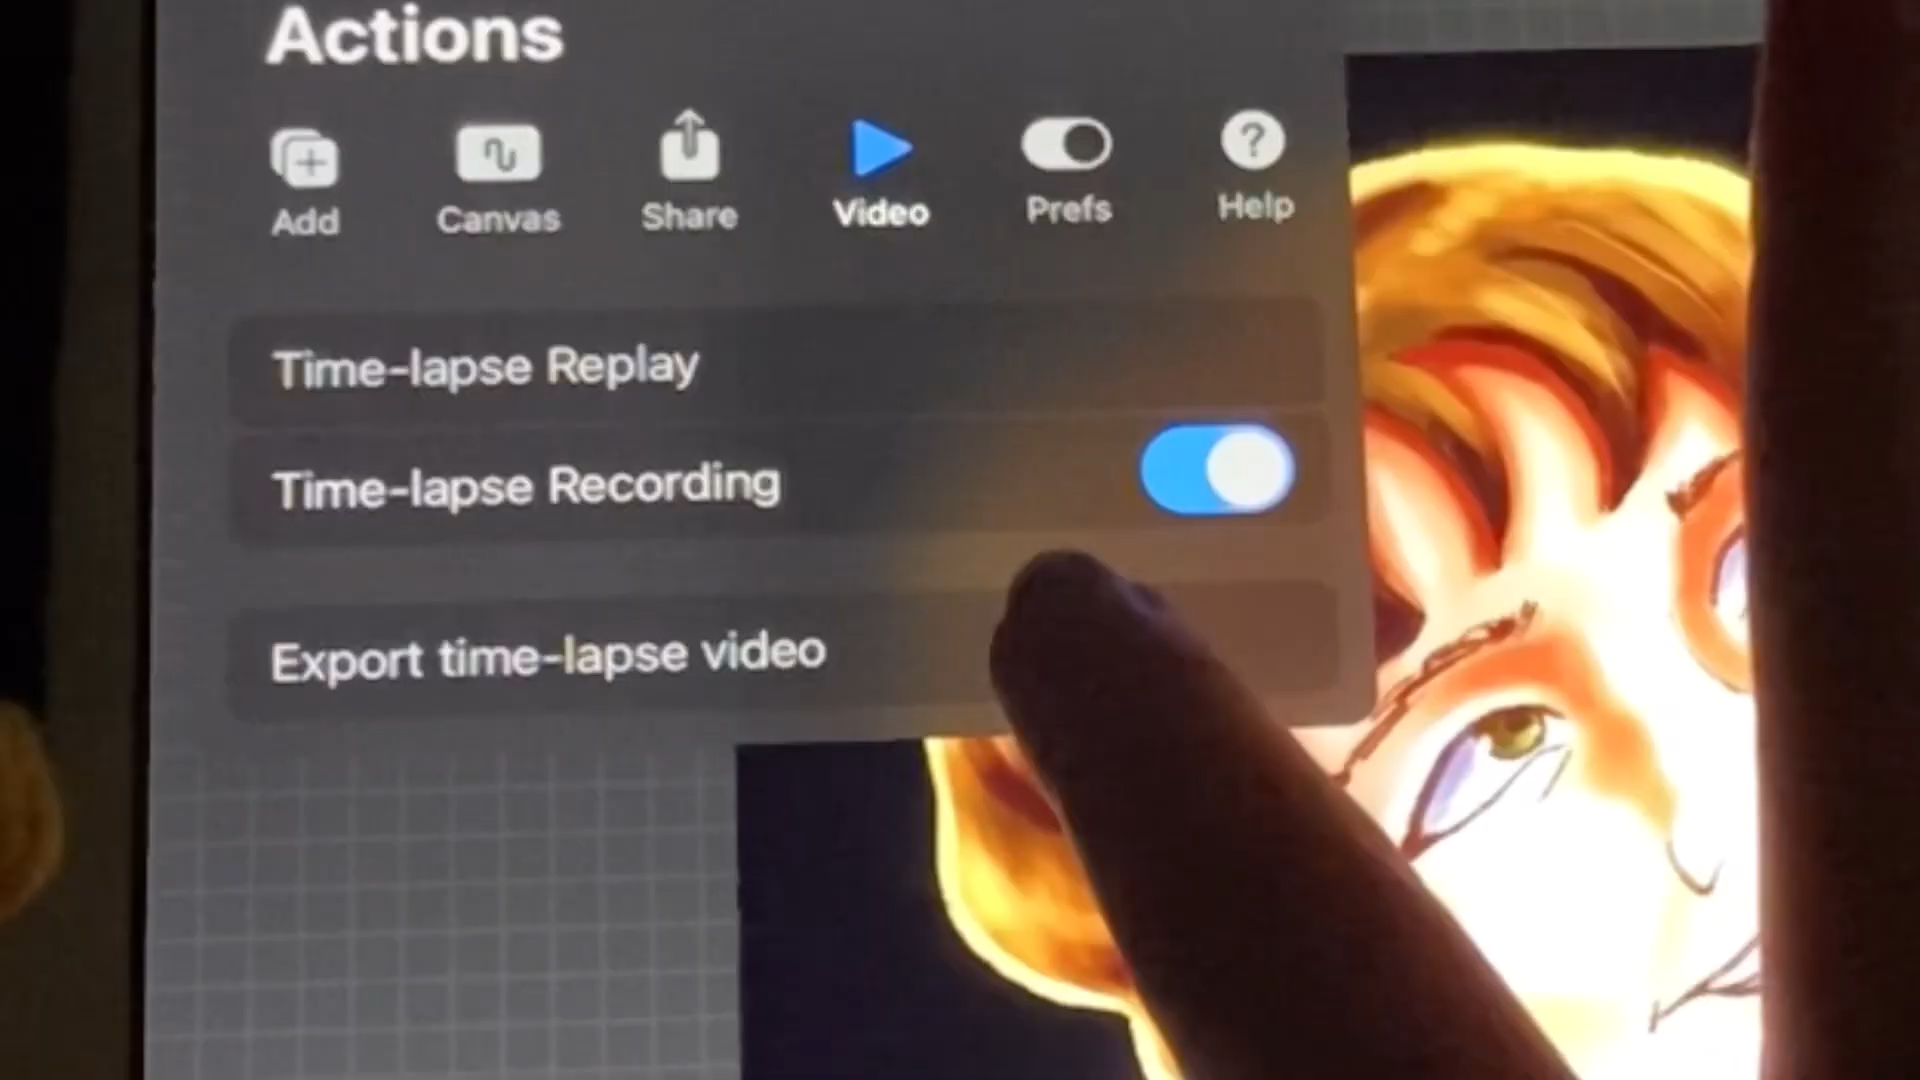 Actions
Add Canvas Share Video Prefs Help
Time-lapse Replay
Time-lapse Recording
Export time-lapse video